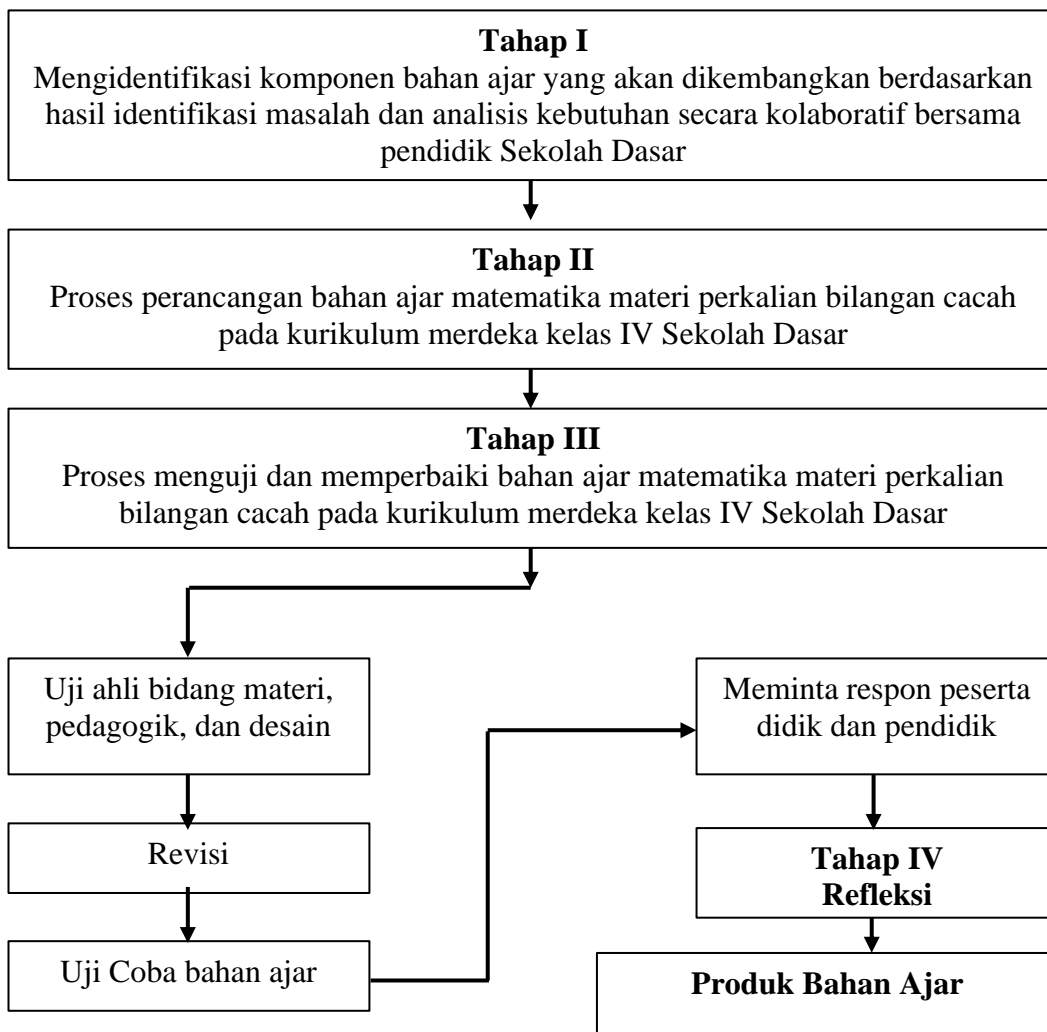 Tahap I
Mengidentifikasi komponen bahan ajar yang akan dikembangkan berdasarkan
hasil identifikasi masalah dan analisis kebutuhan secara kolaboratif bersama
pendidik Sekolah Dasar
Tahap II
Proses perancangan bahan ajar matematika materi perkalian bilangan cacah
pada kurikulum merdeka kelas IV Sekolah Dasar
Tahap III
Proses menguji dan memperbaiki bahan ajar matematika materi perkalian
bilangan cacah pada kurikulum merdeka kelas IV Sekolah Dasar
Uji ahli bidang materi,
pedagogik, dan desain
Revisi
Uji Coba bahan ajar
Meminta respon peserta
didik dan pendidik
Tahap IV
Refleksi
Produk Bahan Ajar